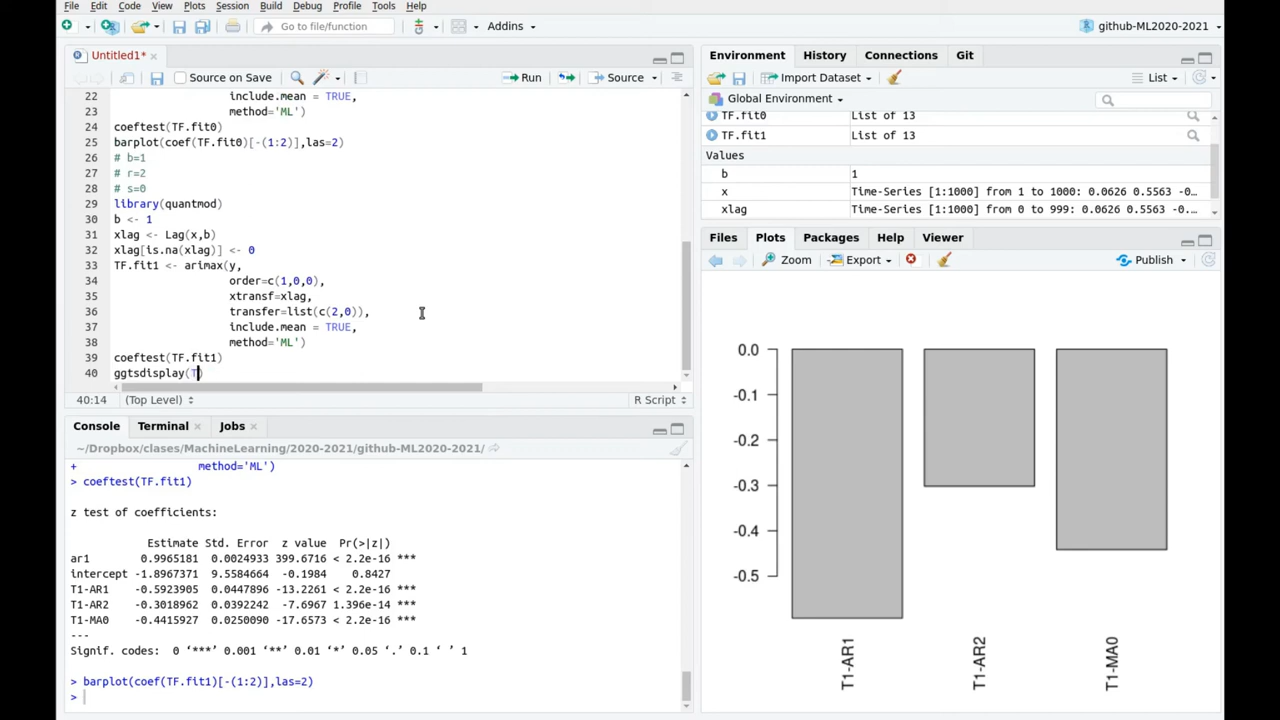 File Edit Code View Plots Session Build Debug Profile Tools Help
Go to file/function Addins github-ML2020-2021
Untitled1*
Source on Save Run Source
22 include.mean = TRUE,
23 method='ML')
24 coeftest(TF.fit0)
25 barplot(coef(TF.fit0)[-(1:2)],las=2)
26 # b=1
27 # r=2
28 # s=0
29 library(quantmod)
30 b <- 1
31 xlag <- Lag(x,b)
32 xlag[is.na(xlag)] <- 0
33 TF.fit1 <- arimax(y,
34 order=c(1,0,0),
35 xtransf=xlag,
36 transfer=list(c(2,0)),
37 include.mean = TRUE,
38 method='ML')
39 coeftest(TF.fit1)
40 ggtsdisplay(T)
40:14 (Top Level) R Script
Console Terminal Jobs
~/Dropbox/clases/MachineLearning/2020-2021/github-ML2020-2021/
+ method='ML')
> coeftest(TF.fit1)
z test of coefficients:
Estimate Std. Error z value Pr(>|z|)
ar1 0.9965181 0.0024933 399.6716 < 2.2e-16 ***
intercept -1.8967371 9.5584664 -0.1984 0.8427
T1-AR1 -0.5923905 0.0447896 -13.2261 < 2.2e-16 ***
T1-AR2 -0.3018962 0.0392242 -7.6967 1.396e-14 ***
T1-MA0 -0.4415927 0.0250090 -17.6573 < 2.2e-16 ***
---
Signif. codes: 0 ‘***’ 0.001 ‘**’ 0.01 ‘*’ 0.05 ‘.’ 0.1 ‘ ’ 1
> barplot(coef(TF.fit1)[-(1:2)],las=2)
>
Environment History Connections Git
Import Dataset List
Global Environment
TF.fit0 List of 13
TF.fit1 List of 13
Values
b 1
x Time-Series [1:1000] from 1 to 1000: 0.0626 0.5563 -0…
xlag Time-Series [1:1000] from 0 to 999: 0.0626 0.5563 -0.…
Files Plots Packages Help Viewer
Zoom Export Publish
0.0
-0.1
-0.2
-0.3
-0.4
-0.5
T1-AR1
T1-AR2
T1-MA0